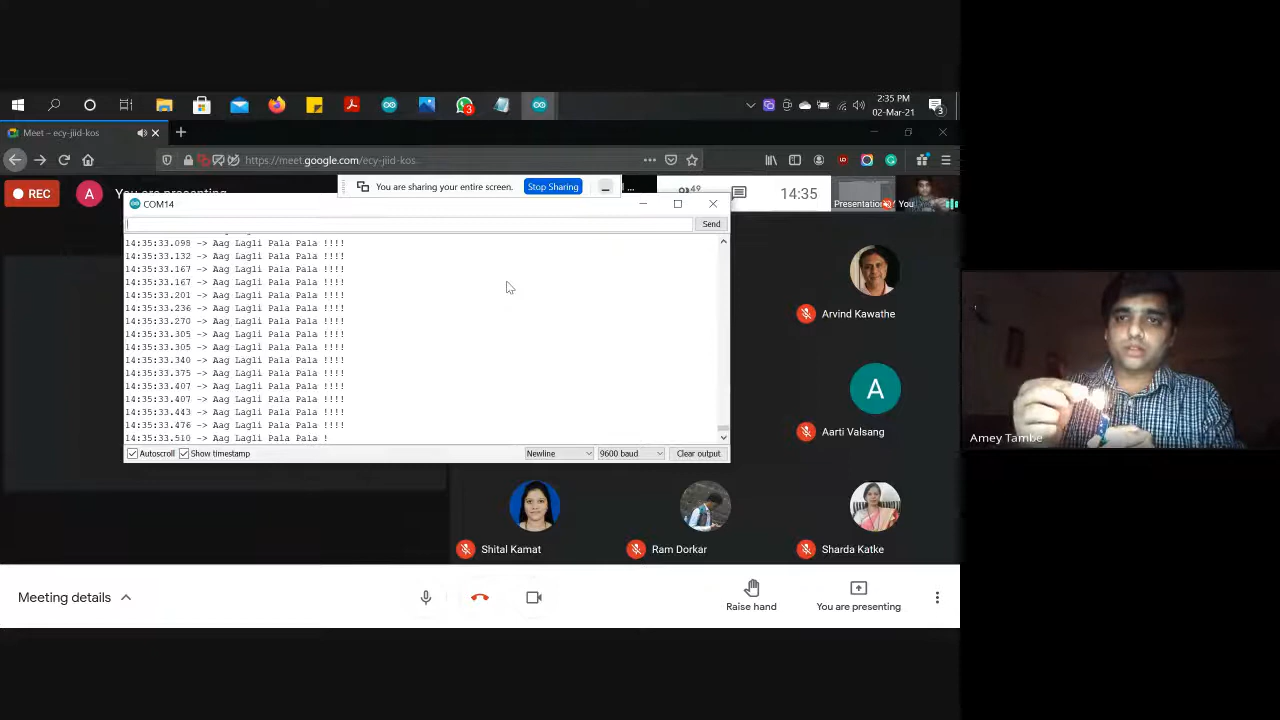 2:35 PM
3
02-Mar-21
3
Meet – ecy-jiid-kos
https://meet.google.com/ecy-jiid-kos
REC
A
You are presenting
You are sharing your entire screen.
Stop Sharing
49
14:35
Presentation
You
COM14
Send
14:35:33.098 -> Aag Lagli Pala Pala !!!!
14:35:33.132 -> Aag Lagli Pala Pala !!!!
14:35:33.167 -> Aag Lagli Pala Pala !!!!
14:35:33.167 -> Aag Lagli Pala Pala !!!!
14:35:33.201 -> Aag Lagli Pala Pala !!!!
14:35:33.236 -> Aag Lagli Pala Pala !!!!
14:35:33.270 -> Aag Lagli Pala Pala !!!!
14:35:33.305 -> Aag Lagli Pala Pala !!!!
14:35:33.305 -> Aag Lagli Pala Pala !!!!
14:35:33.340 -> Aag Lagli Pala Pala !!!!
14:35:33.375 -> Aag Lagli Pala Pala !!!!
14:35:33.407 -> Aag Lagli Pala Pala !!!!
14:35:33.407 -> Aag Lagli Pala Pala !!!!
14:35:33.443 -> Aag Lagli Pala Pala !!!!
14:35:33.476 -> Aag Lagli Pala Pala !!!!
14:35:33.510 -> Aag Lagli Pala Pala !
Autoscroll
Show timestamp
Newline
9600 baud
Clear output
Arvind Kawathe
A
Aarti Valsang
Amey Tambe
Shital Kamat
Ram Dorkar
Sharda Katke
Meeting details
Raise hand
You are presenting